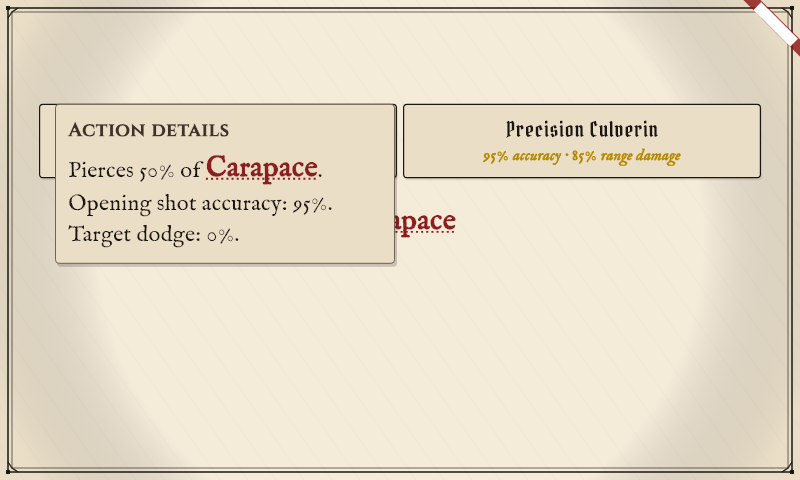 Action details
Pierces 50% of Carapace.
Opening shot accuracy: 95%.
Target dodge: 0%.
Precision Culverin
95% accuracy · 85% range damage
apace